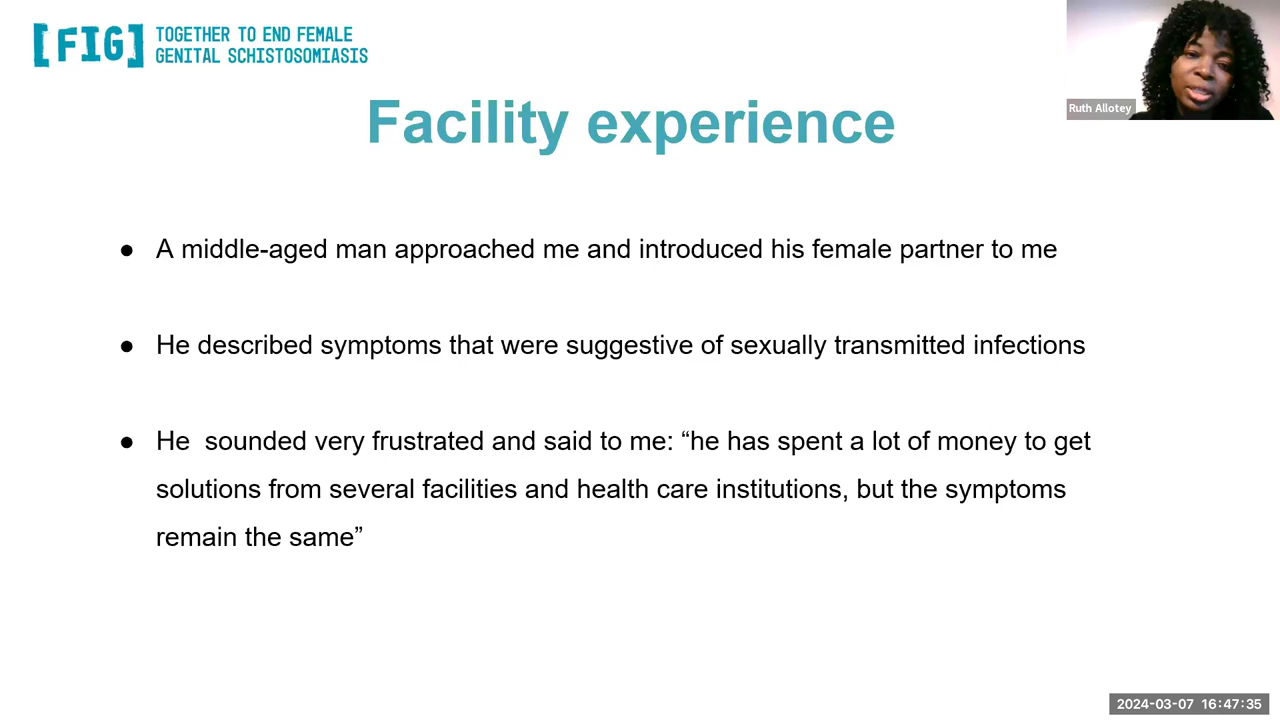 [FIG] TOGETHER TO END FEMALE
GENITAL SCHISTOSOMIASIS
Ruth Allotey
Facility experience
● A middle-aged man approached me and introduced his female partner to me
● He described symptoms that were suggestive of sexually transmitted infections
● He  sounded very frustrated and said to me: “he has spent a lot of money to get
solutions from several facilities and health care institutions, but the symptoms
remain the same”
2024-03-07 16:47:35